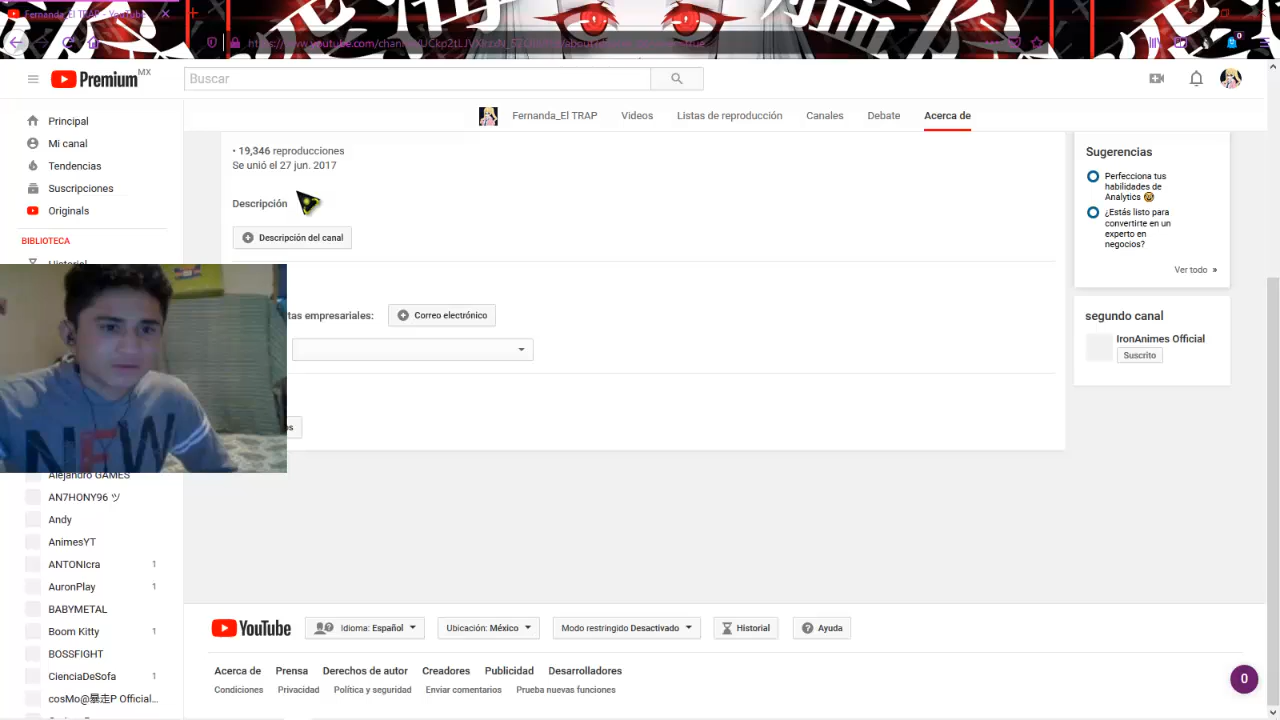 Fernanda_El TRAP - YouTube
Premium MX
Buscar
Principal
Mi canal
Tendencias
Suscripciones
Originals
BIBLIOTECA
Historial
Alejandro GAMES
AN7HONY96 ツ
Andy
AnimesYT
ANTONIcra 1
AuronPlay 1
BABYMETAL
Boom Kitty 1
BOSSFIGHT
CienciaDeSofa 1
cosMo@暴走P Official...
Fernanda_El TRAP Videos Listas de reproducción Canales Debate Acerca de
• 19,346 reproducciones
Se unió el 27 jun. 2017
Descripción
Descripción del canal
tas empresariales: Correo electrónico
es
NEW
Sugerencias
Perfecciona tus
habilidades de
Analytics 🤓
¿Estás listo para
convertirte en un
experto en
negocios?
Ver todo »
segundo canal
IronAnimes Official
Suscrito
YouTube Idioma: Español Ubicación: México Modo restringido Desactivado Historial Ayuda
Acerca de Prensa Derechos de autor Creadores Publicidad Desarrolladores
Condiciones Privacidad Política y seguridad Enviar comentarios Prueba nuevas funciones
0
0